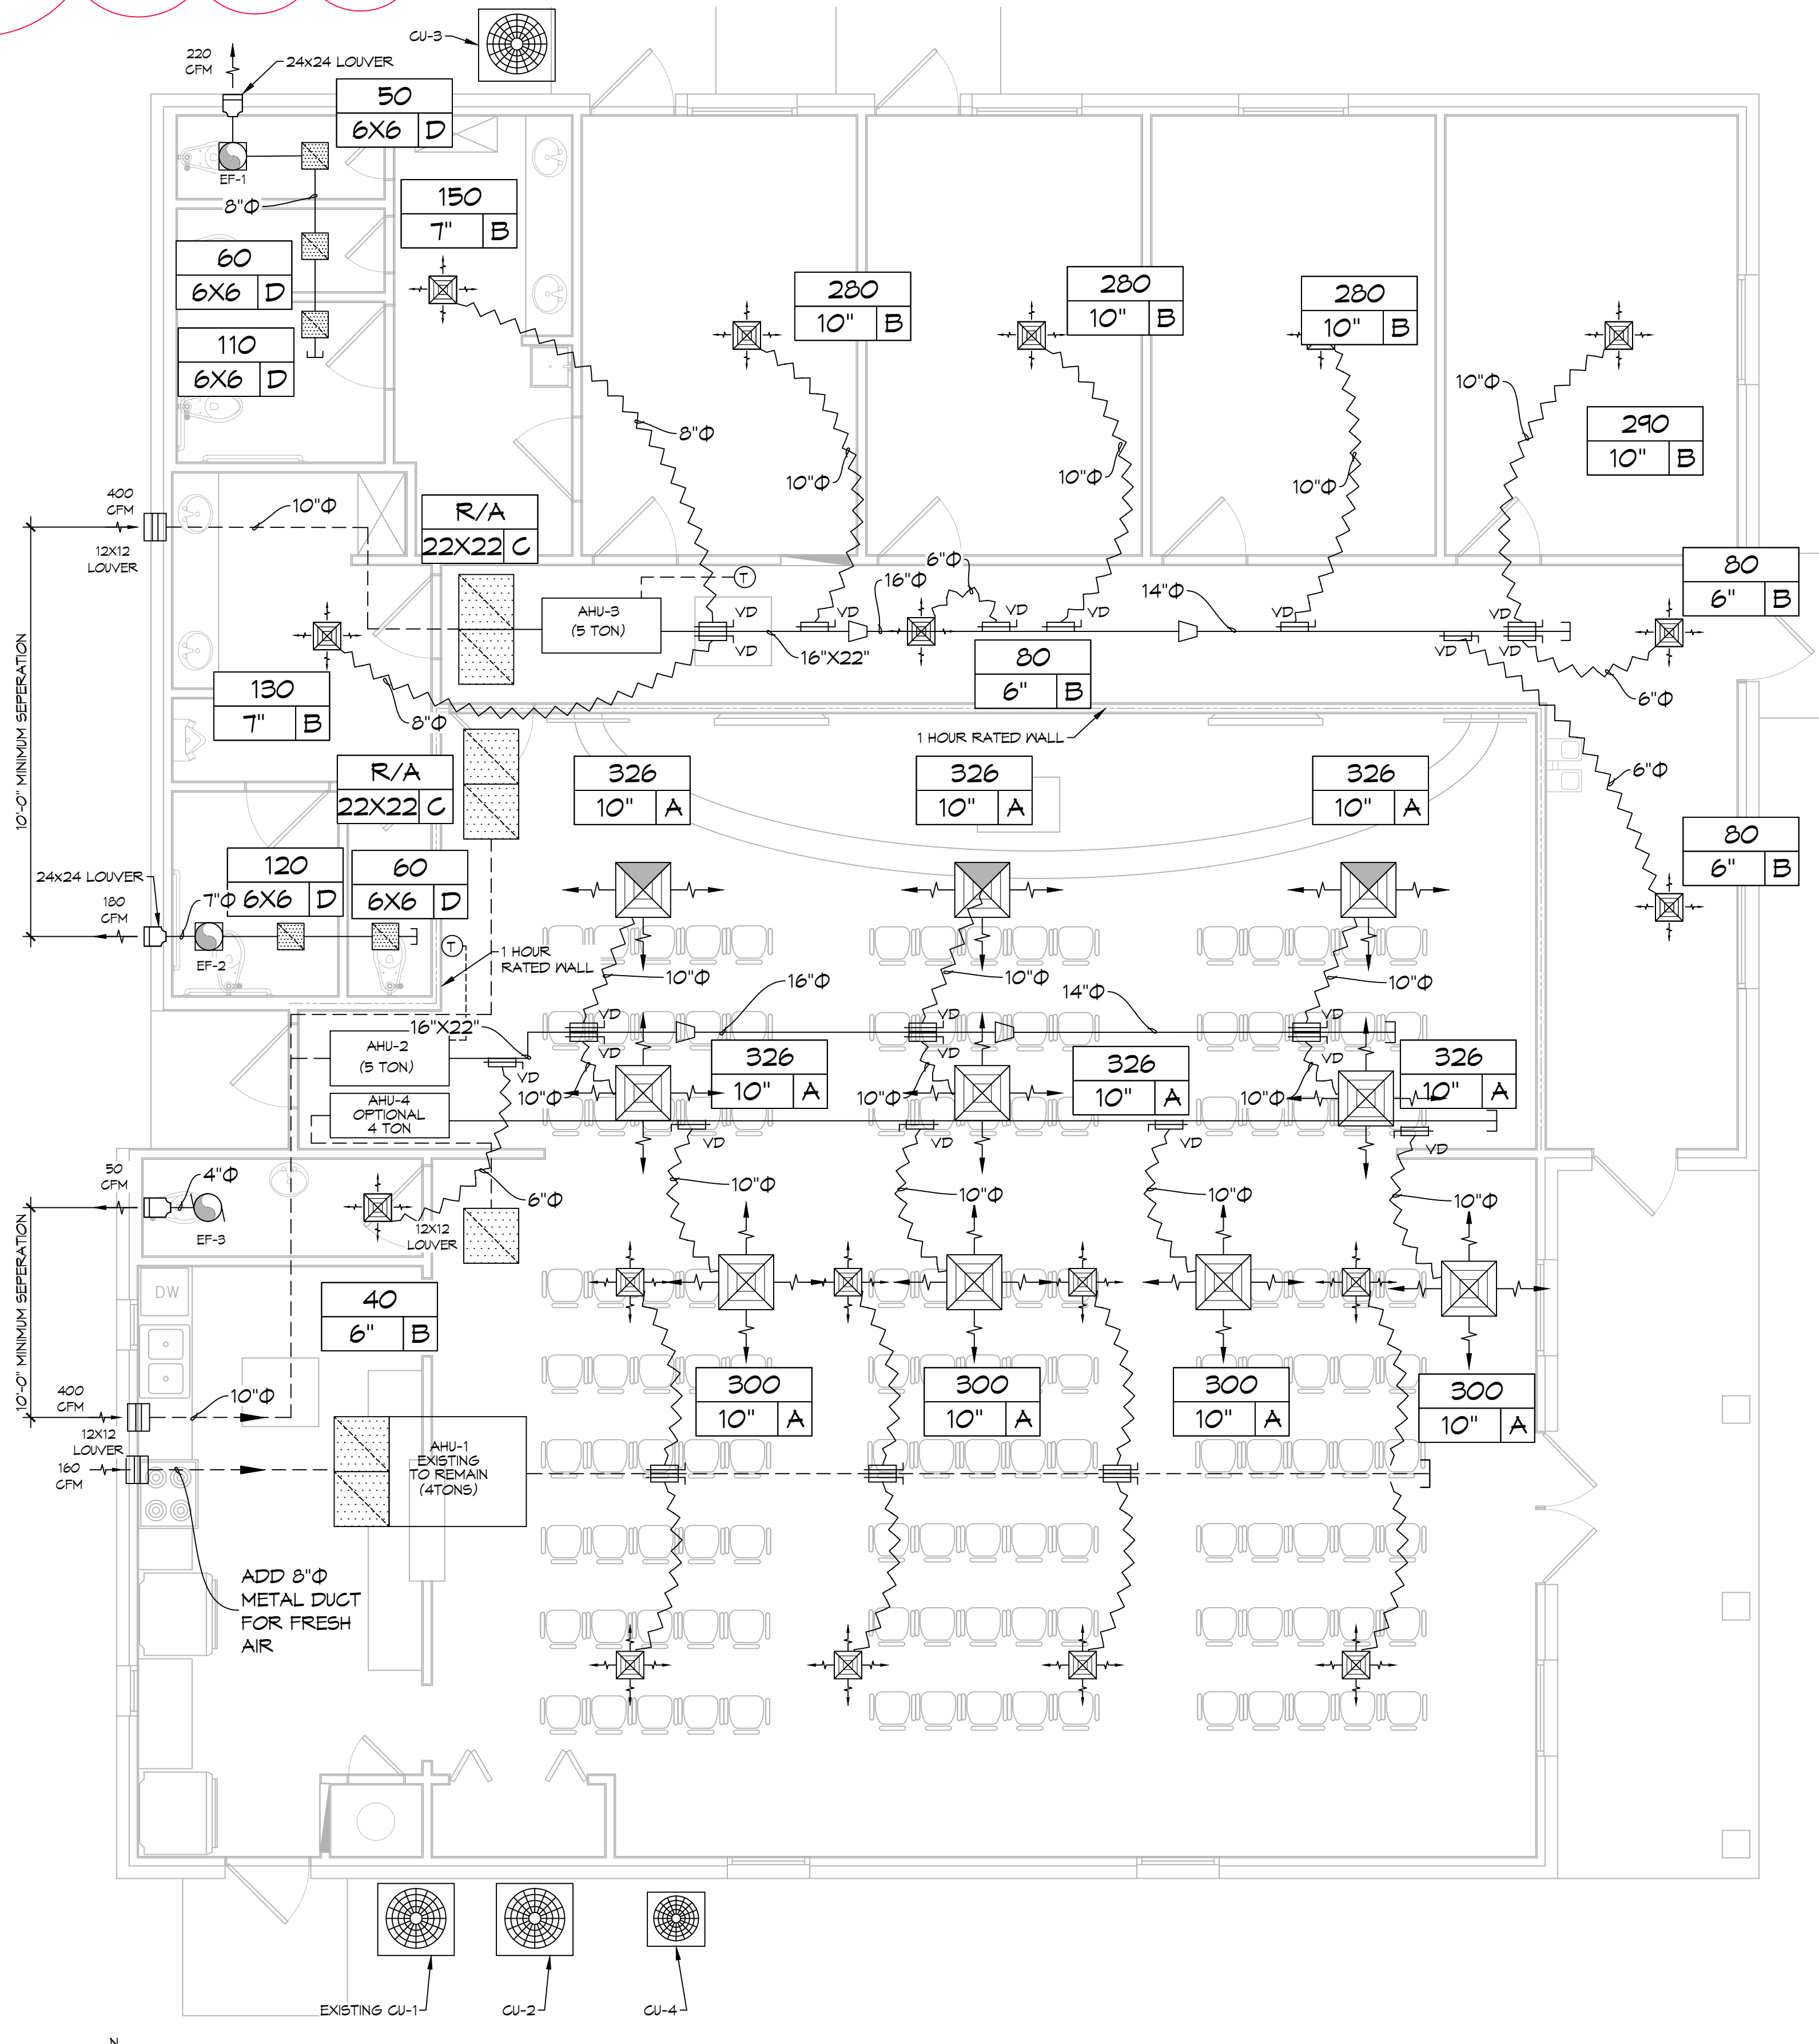 CU-3
220
CFM
24x24 LOUVER
50
6X6 D
EF-1
8"Φ
150
7" B
60
6X6 D
110
6X6 D
280
10" B
280
10" B
280
10" B
10"Φ
290
10" B
8"Φ
10"Φ
10"Φ
10"Φ
400
CFM
12X12
LOUVER
10"Φ
R/A
22X22 C
10'-0" MINIMUM SEPERATION
AHU-3
(5 TON)
T
VD
VD
16"X22"
VD
16"Φ
6"Φ
VD
VD
14"Φ
VD
VD
VD
80
6" B
80
6" B
6"Φ
130
7" B
8"Φ
1 HOUR RATED WALL
6"Φ
R/A
22X22 C
326
10" A
326
10" A
326
10" A
80
6" B
120
6X6 D
60
6X6 D
24x24 LOUVER
180
CFM
7"Φ
EF-2
T
1 HOUR
RATED WALL
10"Φ
10"Φ
10"Φ
16"X22"
16"Φ
14"Φ
VD
VD
VD
AHU-2
(5 TON)
VD
10"Φ
10"Φ
10"Φ
326
10" A
326
10" A
326
10" A
AHU-4
OPTIONAL
4 TON
VD
VD
VD
VD
50
CFM
4"Φ
EF-3
6"Φ
12X12
LOUVER
10"Φ
10"Φ
10"Φ
10"Φ
10'-0" MINIMUM SEPERATION
DW
40
6" B
300
10" A
300
10" A
300
10" A
300
10" A
400
CFM
10"Φ
12X12
LOUVER
160
CFM
AHU-1
EXISTING
TO REMAIN
(4TONS)
ADD 8"Φ
METAL DUCT
FOR FRESH
AIR
EXISTING CU-1
CU-2
CU-4
N